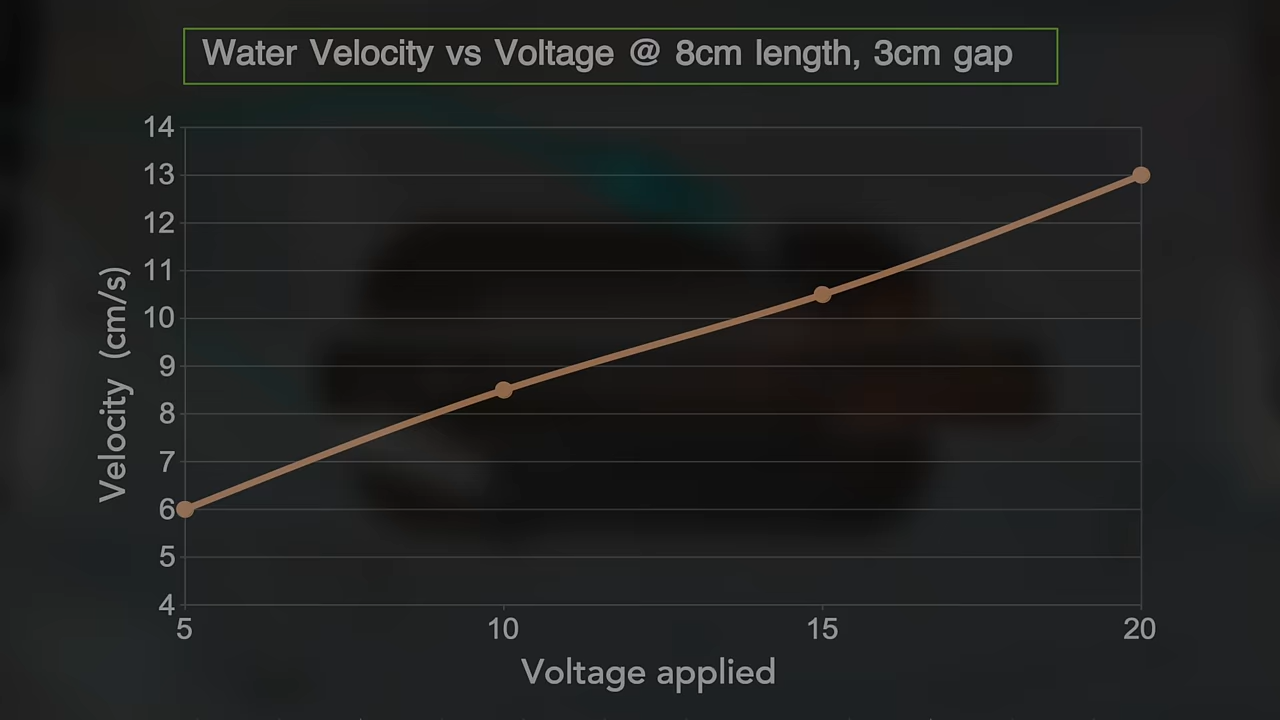 Water Velocity vs Voltage @ 8cm length, 3cm gap
14
13
12
11
10
9
8
7
6
5
4
Velocity (cm/s)
5 10 15 20
Voltage applied